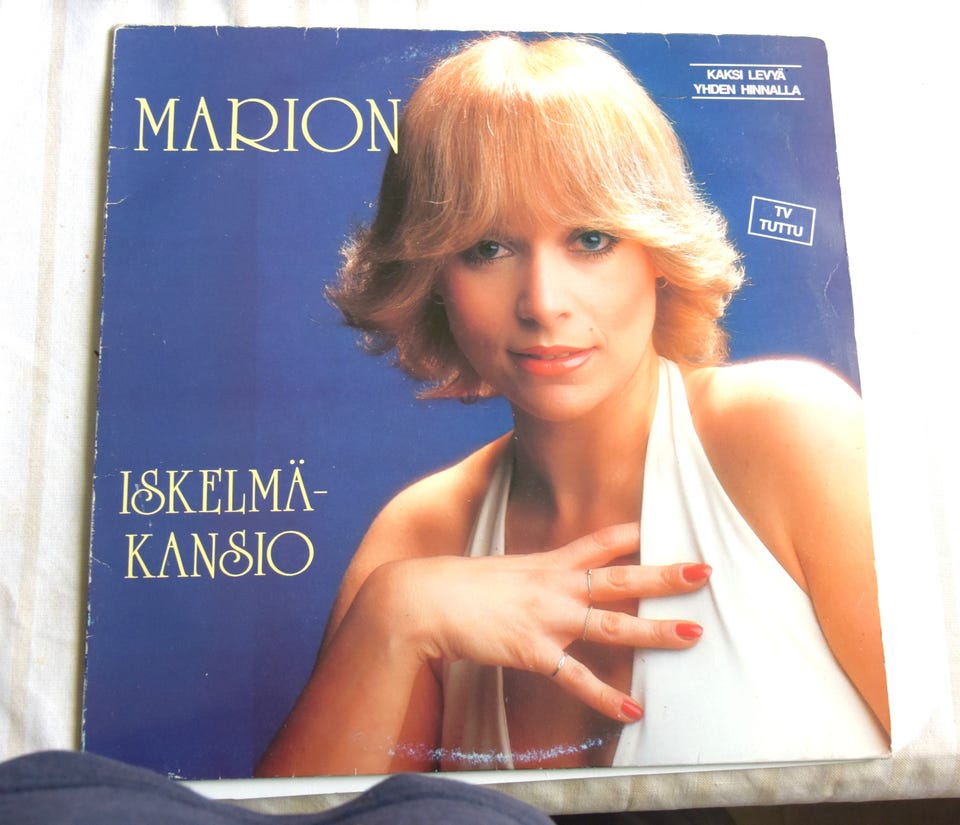 MARION
KAKSI LEVYÄ
YHDEN HINNALLA
TV
TUTTU
ISKELMÄ-
KANSIO